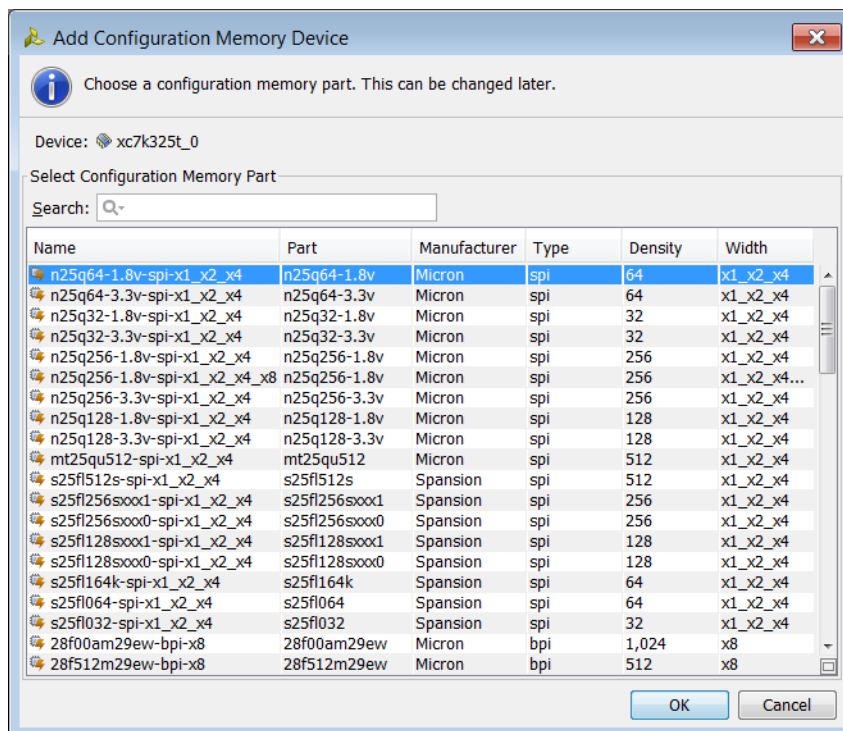 Add Configuration Memory Device
Choose a configuration memory part. This can be changed later.
Device: xc7k325t_0
Select Configuration Memory Part
Search:
Name Part Manufacturer Type Density Width
n25q64-1.8v-spi-x1_x2_x4 n25q64-1.8v Micron spi 64 x1_x2_x4
n25q64-3.3v-spi-x1_x2_x4 n25q64-3.3v Micron spi 64 x1_x2_x4
n25q32-1.8v-spi-x1_x2_x4 n25q32-1.8v Micron spi 32 x1_x2_x4
n25q32-3.3v-spi-x1_x2_x4 n25q32-3.3v Micron spi 32 x1_x2_x4
n25q256-1.8v-spi-x1_x2_x4 n25q256-1.8v Micron spi 256 x1_x2_x4
n25q256-1.8v-spi-x1_x2_x4_x8 n25q256-1.8v Micron spi 256 x1_x2_x4...
n25q256-3.3v-spi-x1_x2_x4 n25q256-3.3v Micron spi 256 x1_x2_x4
n25q128-1.8v-spi-x1_x2_x4 n25q128-1.8v Micron spi 128 x1_x2_x4
n25q128-3.3v-spi-x1_x2_x4 n25q128-3.3v Micron spi 128 x1_x2_x4
mt25qu512-spi-x1_x2_x4 mt25qu512 Micron spi 512 x1_x2_x4
s25fl512s-spi-x1_x2_x4 s25fl512s Spansion spi 512 x1_x2_x4
s25fl256sxxx1-spi-x1_x2_x4 s25fl256sxxx1 Spansion spi 256 x1_x2_x4
s25fl256sxxx0-spi-x1_x2_x4 s25fl256sxxx0 Spansion spi 256 x1_x2_x4
s25fl128sxxx1-spi-x1_x2_x4 s25fl128sxxx1 Spansion spi 128 x1_x2_x4
s25fl128sxxx0-spi-x1_x2_x4 s25fl128sxxx0 Spansion spi 128 x1_x2_x4
s25fl164k-spi-x1_x2_x4 s25fl164k Spansion spi 64 x1_x2_x4
s25fl064-spi-x1_x2_x4 s25fl064 Spansion spi 64 x1_x2_x4
s25fl032-spi-x1_x2_x4 s25fl032 Spansion spi 32 x1_x2_x4
28f00am29ew-bpi-x8 28f00am29ew Micron bpi 1,024 x8
28f512m29ew-bpi-x8 28f512m29ew Micron bpi 512 x8
OK Cancel